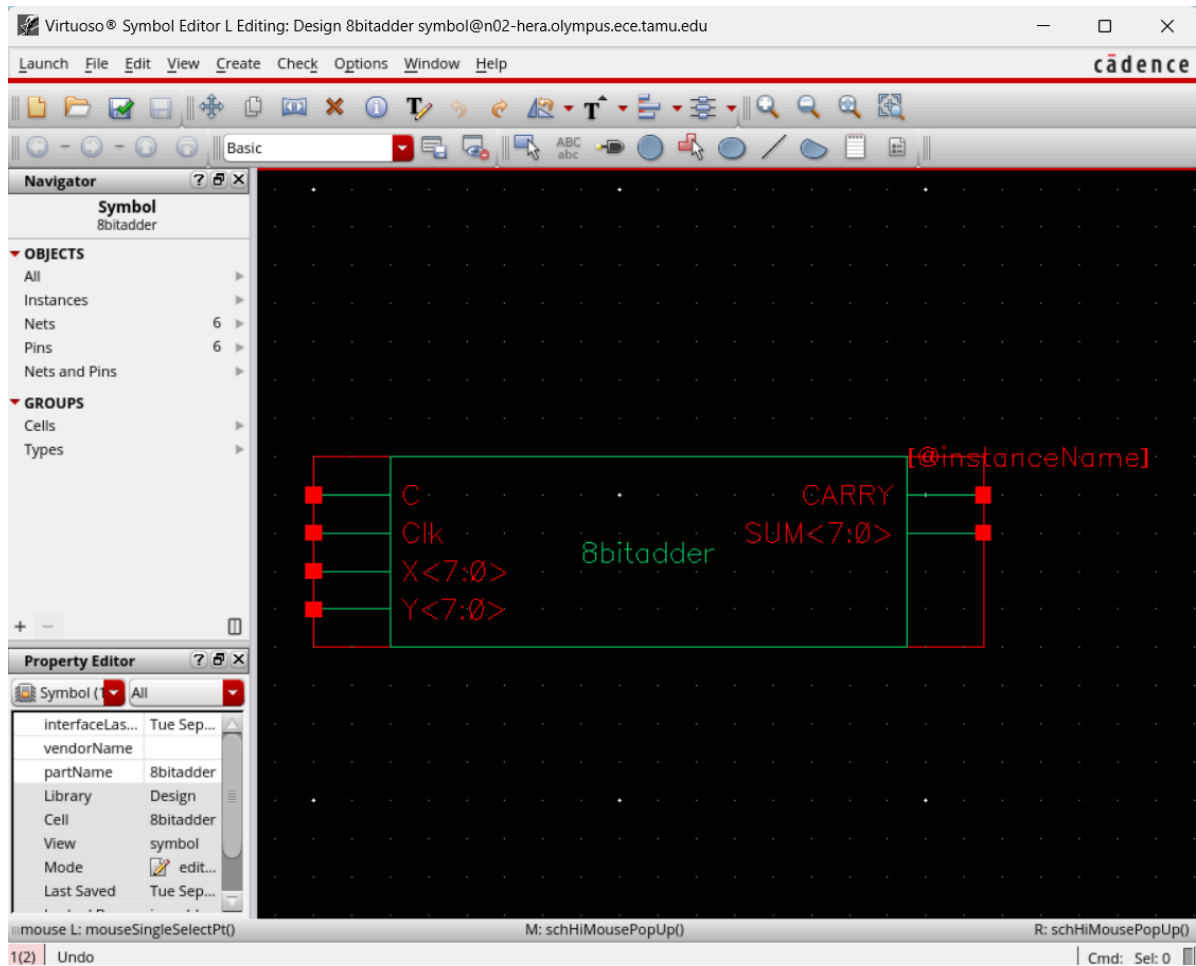 Virtuoso® Symbol Editor L Editing: Design 8bitadder symbol@n02-hera.olympus.ece.tamu.edu
Launch File Edit View Create Check Options Window Help
cādence
Basic
ABC
abc
Navigator
Symbol
8bitadder
OBJECTS
All
Instances
Nets 6
Pins 6
Nets and Pins
GROUPS
Cells
Types
[@instanceName]
C
CARRY
Clk
SUM<7:0>
8bitadder
X<7:0>
Y<7:0>
Property Editor
Symbol (1 All
interfaceLas... Tue Sep...
vendorName
partName 8bitadder
Library Design
Cell 8bitadder
View symbol
Mode edit...
Last Saved Tue Sep...
mouse L: mouseSingleSelectPt() M: schHiMousePopUp() R: schHiMousePopUp()
1(2) Undo Cmd: Sel: 0